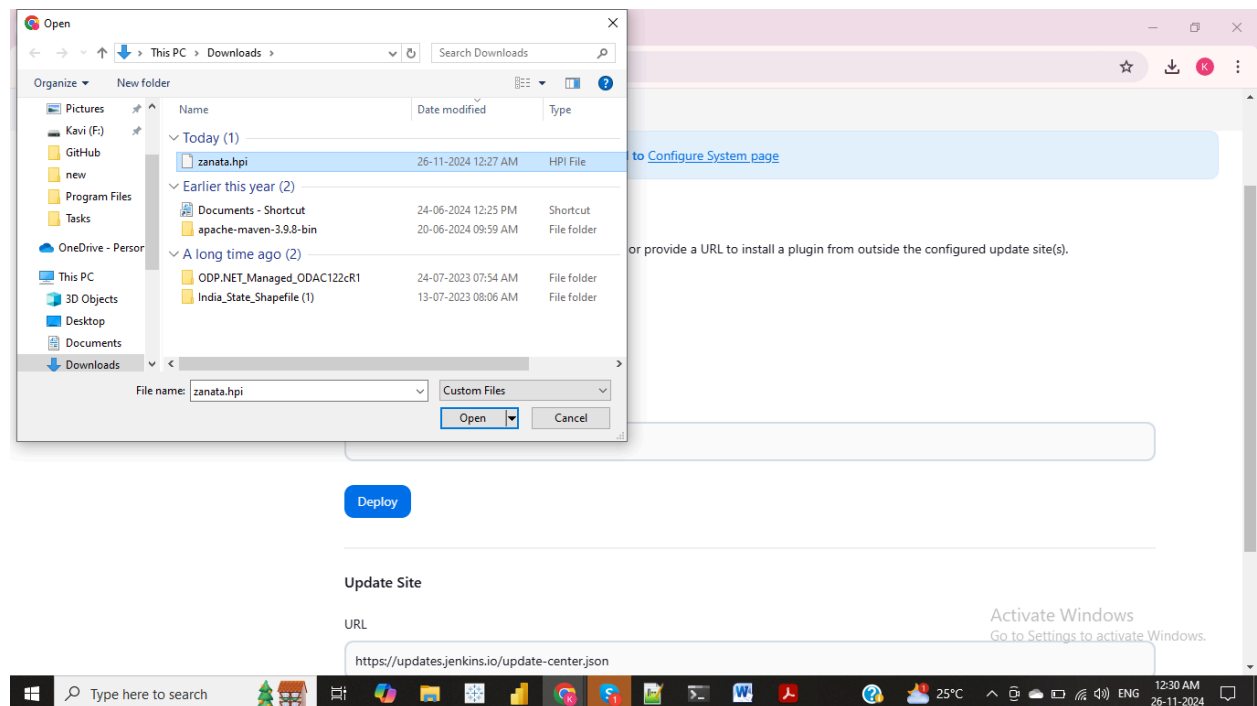 Open
This PC > Downloads >
Search Downloads
Organize
New folder
Pictures
Kavi (F:)
GitHub
new
Program Files
Tasks
OneDrive - Person
This PC
3D Objects
Desktop
Documents
Downloads
Name
Date modified
Type
Today (1)
zanata.hpi
26-11-2024 12:27 AM
HPI File
Earlier this year (2)
Documents - Shortcut
24-06-2024 12:25 PM
Shortcut
apache-maven-3.9.8-bin
20-06-2024 09:59 AM
File folder
A long time ago (2)
ODP.NET_Managed_ODAC122cR1
24-07-2023 07:54 AM
File folder
India_State_Shapefile (1)
13-07-2023 08:06 AM
File folder
File name:
zanata.hpi
Custom Files
Open
Cancel
K
to Configure System page
or provide a URL to install a plugin from outside the configured update site(s).
Deploy
Update Site
URL
https://updates.jenkins.io/update-center.json
Activate Windows
Go to Settings to activate Windows.
Type here to search
25°C
ENG
12:30 AM
26-11-2024